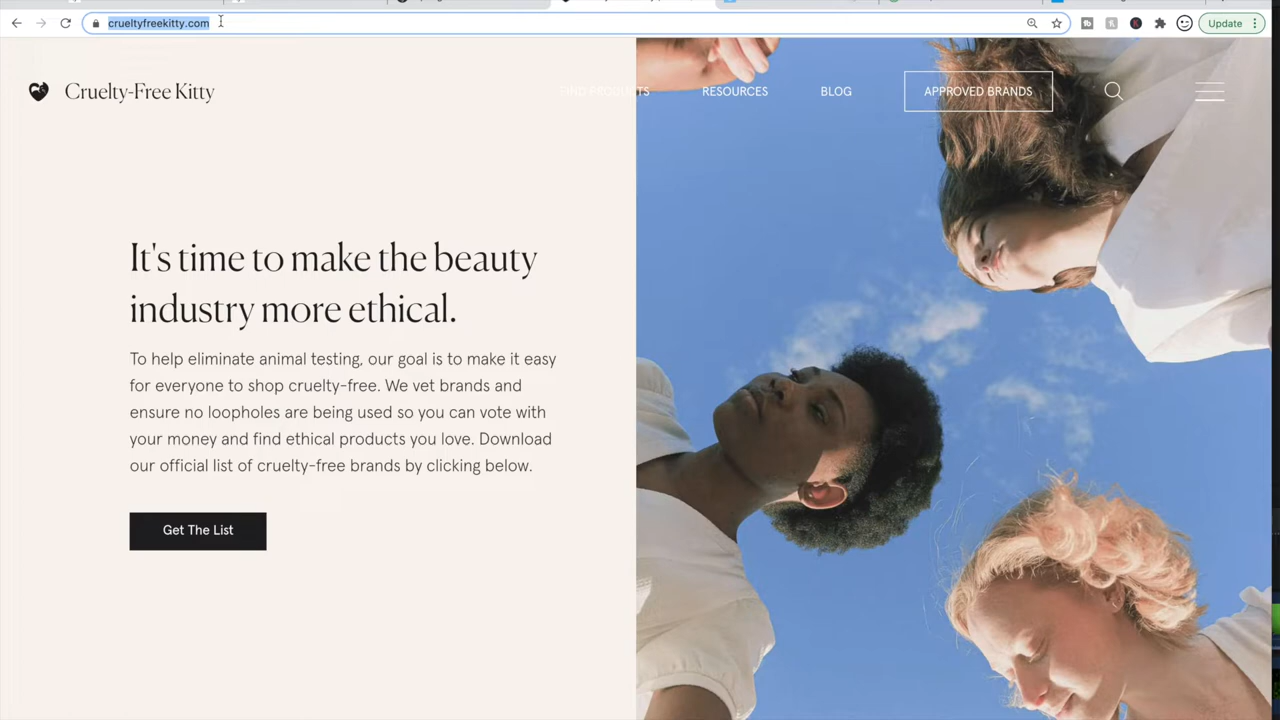 crueltyfreekitty.com
Update
Cruelty-Free Kitty
FIND PRODUCTS
RESOURCES
BLOG
APPROVED BRANDS
It's time to make the beauty
industry more ethical.
To help eliminate animal testing, our goal is to make it easy
for everyone to shop cruelty-free. We vet brands and
ensure no loopholes are being used so you can vote with
your money and find ethical products you love. Download
our official list of cruelty-free brands by clicking below.
Get The List